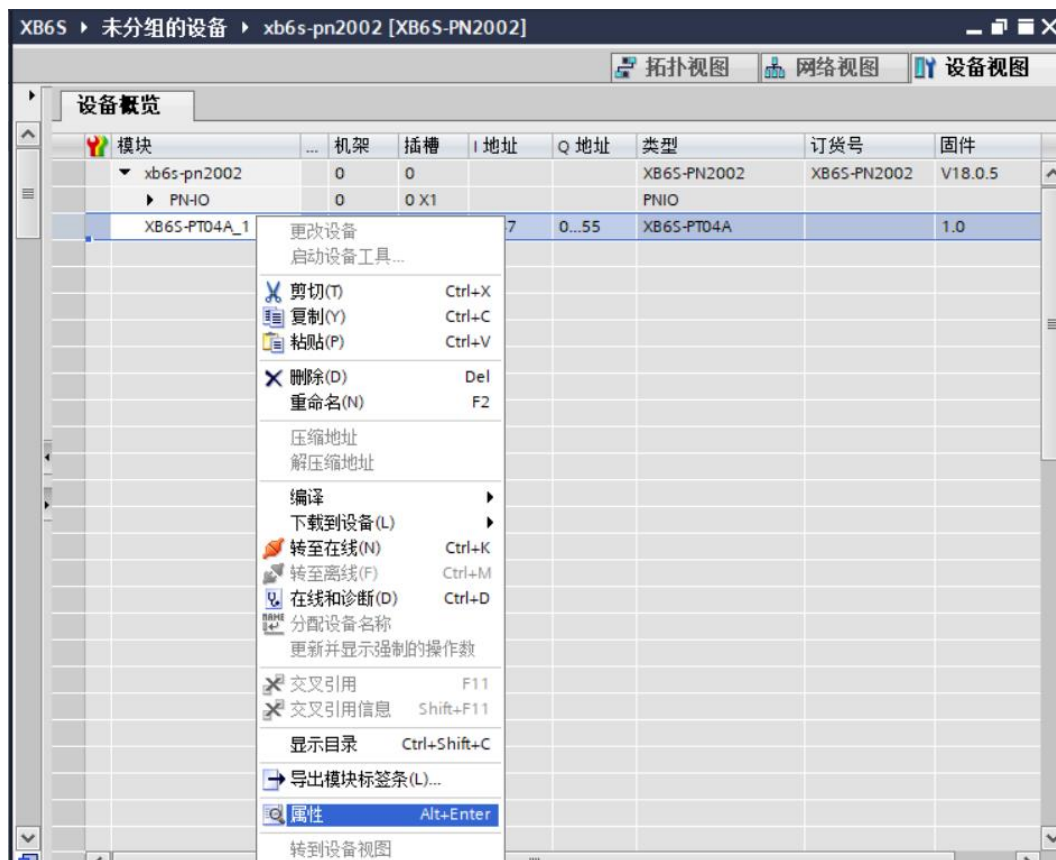 XB6S ▸ 未分组的设备 ▸ xb6s-pn2002 [XB6S-PN2002]
拓扑视图 网络视图 设备视图
设备概览
模块 ... 机架 插槽 I 地址 Q 地址 类型 订货号 固件
xb6s-pn2002 0 0 XB6S-PN2002 XB6S-PN2002 V18.0.5
PN-IO 0 0 X1 PNIO
XB6S-PT04A_1 7 0...55 XB6S-PT04A 1.0
更改设备
启动设备工具...
剪切(T) Ctrl+X
复制(Y) Ctrl+C
粘贴(P) Ctrl+V
删除(D) Del
重命名(N) F2
压缩地址
解压缩地址
编译
下载到设备(L)
转至在线(N) Ctrl+K
转至离线(F) Ctrl+M
在线和诊断(D) Ctrl+D
分配设备名称
更新并显示强制的操作数
交叉引用 F11
交叉引用信息 Shift+F11
显示目录 Ctrl+Shift+C
导出模块标签条(L)...
属性 Alt+Enter
转到设备视图